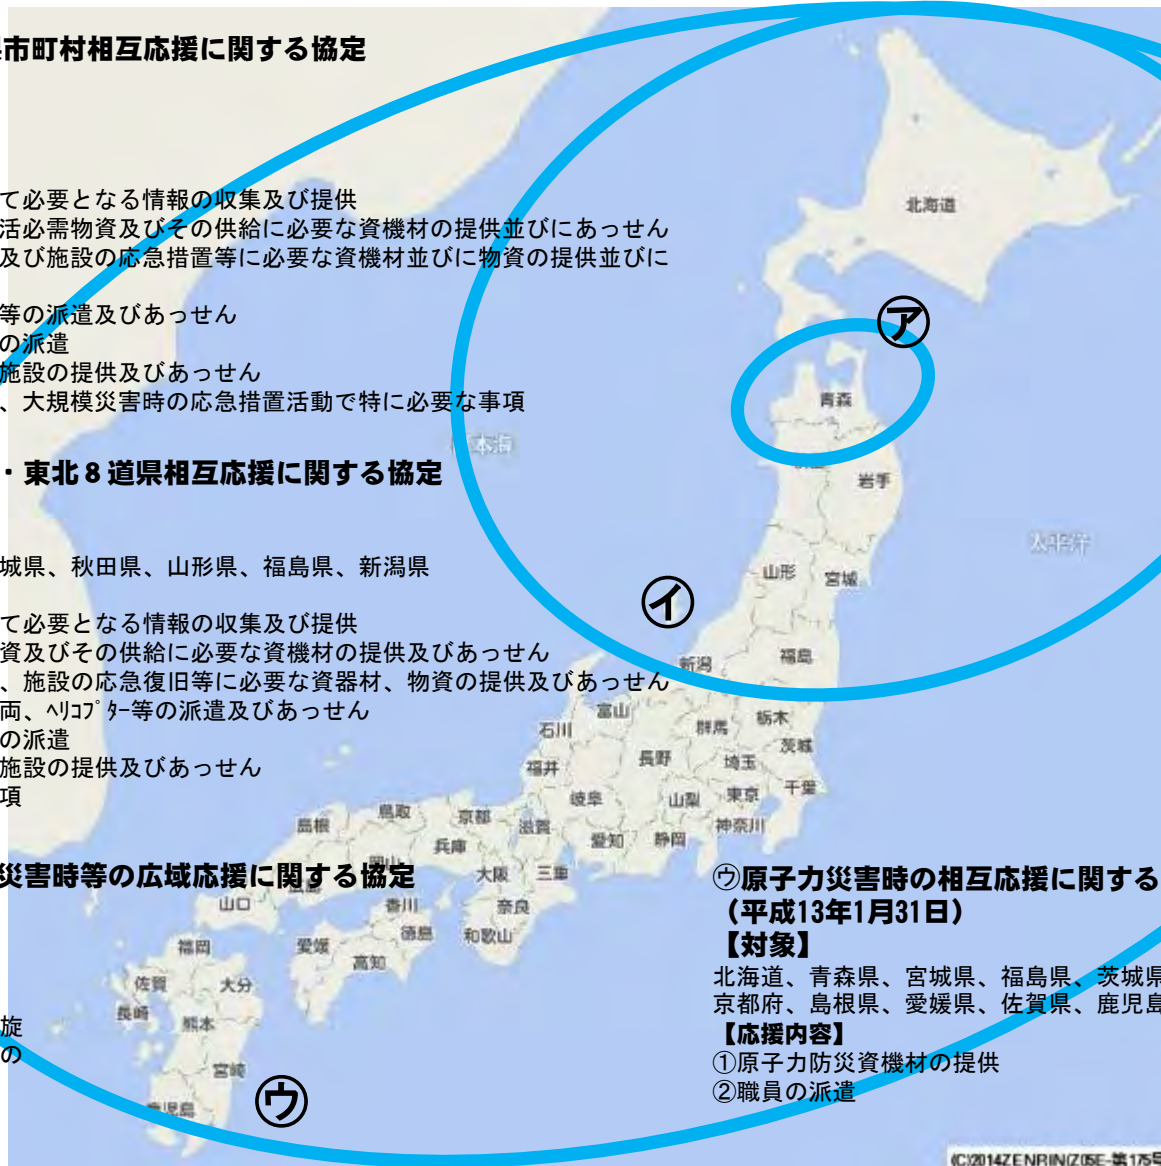 市町村相互応援に関する協定
て必要となる情報の収集及び提供
活必需物資及びその供給に必要な資機材の提供並びにあっせん
及び施設の応急措置等に必要な資機材並びに物資の提供並びに
等の派遣及びあっせん
の派遣
施設の提供及びあっせん
、大規模災害時の応急措置活動で特に必要な事項
・東北8道県相互応援に関する協定
城県、秋田県、山形県、福島県、新潟県
て必要となる情報の収集及び提供
資及びその供給に必要な資機材の提供及びあっせん
、施設の応急復旧等に必要な資器材、物資の提供及びあっせん
両、ﾍﾘｺﾌﾟﾀｰ等の派遣及びあっせん
の派遣
施設の提供及びあっせん
項
災害時等の広域応援に関する協定
旋
の
㋒原子力災害時の相互応援に関する
（平成13年1月31日）
【対象】
北海道、青森県、宮城県、福島県、茨城県
京都府、島根県、愛媛県、佐賀県、鹿児島
【応援内容】
①原子力防災資機材の提供
②職員の派遣
㋐
㋑
㋒
北海道
青森
岩手
山形
宮城
福島
新潟
富山
石川
福井
群馬
栃木
茨城
長野
埼玉
千葉
岐阜
山梨
東京
神奈川
愛知
静岡
滋賀
京都
鳥取
島根
兵庫
大阪
三重
奈良
和歌山
香川
徳島
愛媛
高知
山口
福岡
佐賀
大分
長崎
熊本
宮崎
鹿児島
本海
太平洋
(C)2014ZENRIN(Z05E-第175号